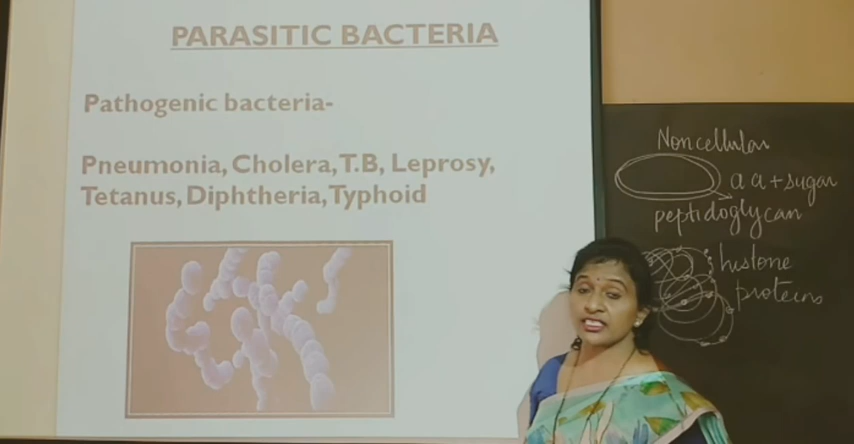 PARASITIC BACTERIA
Pathogenic bacteria-
Pneumonia, Cholera, T.B, Leprosy,
Tetanus, Diphtheria, Typhoid
Noncellular
a a + sugar
peptidoglycan
histone
proteins